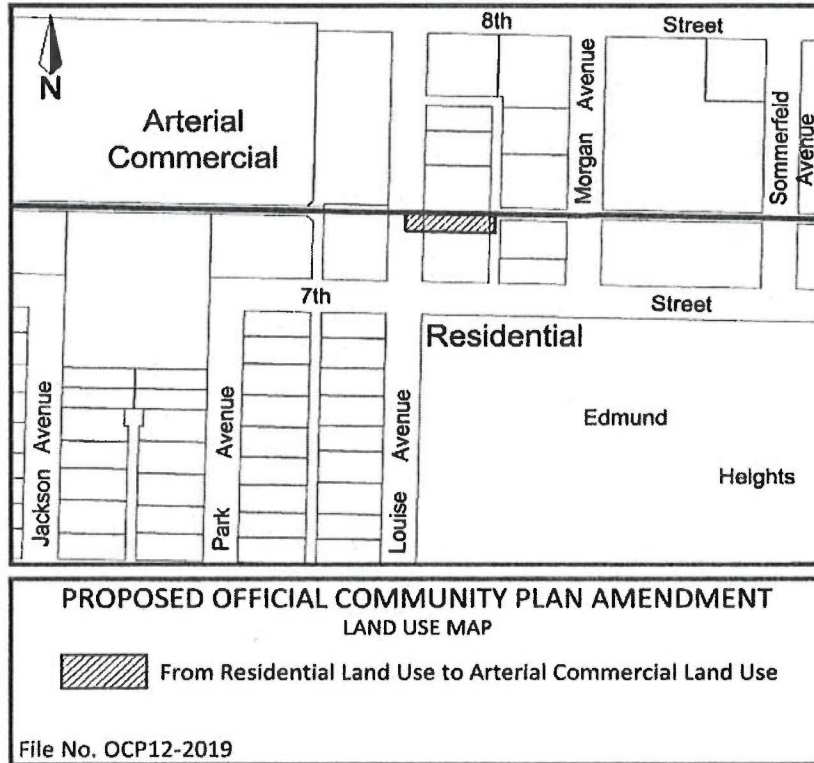 8th Street
N
Arterial
Commercial
Morgan Avenue
Sommerfeld
Avenue
7th Street
Residential
Edmund
Heights
Jackson Avenue
Park Avenue
Louise Avenue
PROPOSED OFFICIAL COMMUNITY PLAN AMENDMENT
LAND USE MAP
From Residential Land Use to Arterial Commercial Land Use
File No. OCP12-2019